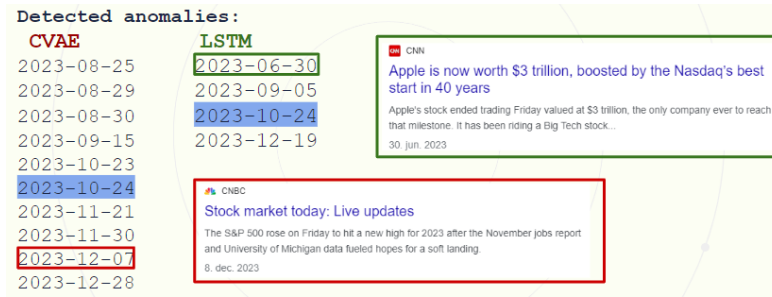 Detected anomalies:
CVAE
2023-08-25
2023-08-29
2023-08-30
2023-09-15
2023-10-23
2023-10-24
2023-11-21
2023-11-30
2023-12-07
2023-12-28
LSTM
2023-06-30
2023-09-05
2023-10-24
2023-12-19
CNN
CNN
Apple is now worth $3 trillion, boosted by the Nasdaq's best
start in 40 years
Apple's stock ended trading Friday valued at $3 trillion, the only company ever to reach
that milestone. It has been riding a Big Tech stock...
30. jun. 2023
CNBC
Stock market today: Live updates
The S&P 500 rose on Friday to hit a new high for 2023 after the November jobs report
and University of Michigan data fueled hopes for a soft landing.
8. dec. 2023